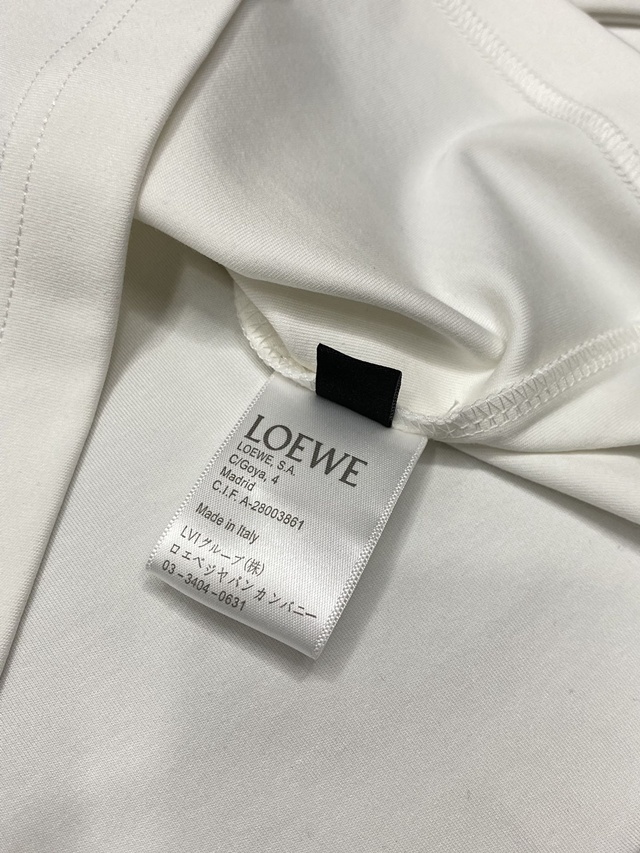 LOEWE
LOEWE, S.A.
C/Goya, 4
Madrid
C.I.F. A-28003861
Made in Italy
LVJグループ(株)
ロエベジャパン カンパニー
03-3404-0631